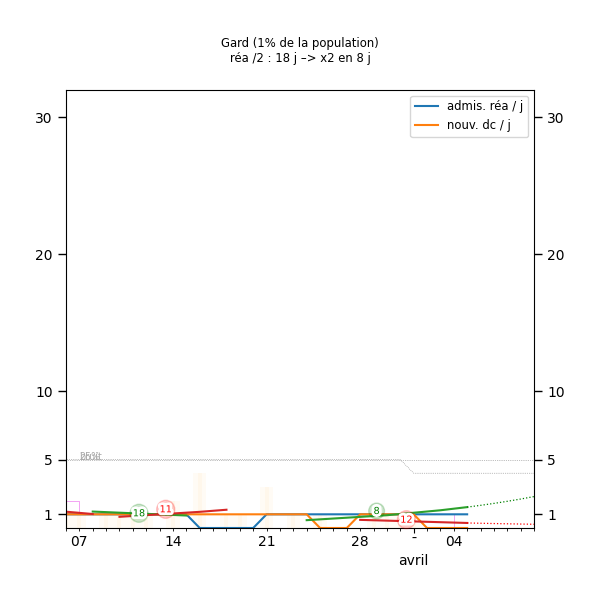 Gard (1% de la population)
réa /2 : 18 j –> x2 en 8 j
admis. réa / j
nouv. dc / j
30 30
20 20
10 10
5 5
1 1
18 11 8 12
07 14 21 28 - 04
avril